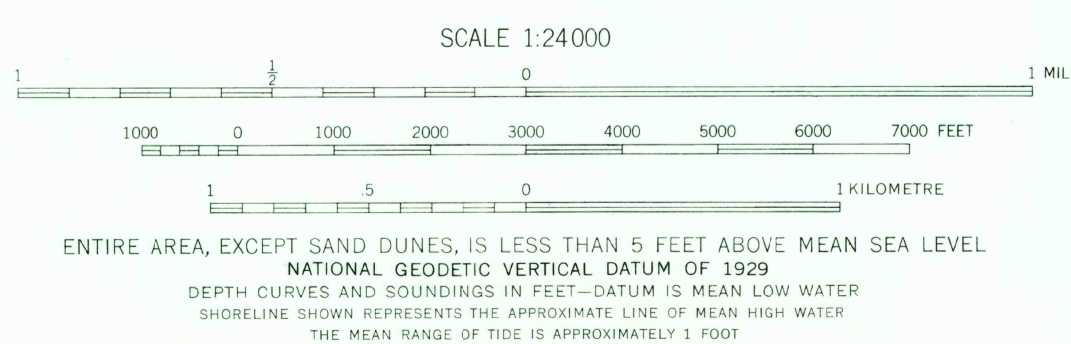 SCALE 1:24000
1 ½ 0 1 MIL
1000 0 1000 2000 3000 4000 5000 6000 7000 FEET
1 .5 0 1 KILOMETRE
ENTIRE AREA, EXCEPT SAND DUNES, IS LESS THAN 5 FEET ABOVE MEAN SEA LEVEL
NATIONAL GEODETIC VERTICAL DATUM OF 1929
DEPTH CURVES AND SOUNDINGS IN FEET—DATUM IS MEAN LOW WATER
SHORELINE SHOWN REPRESENTS THE APPROXIMATE LINE OF MEAN HIGH WATER
THE MEAN RANGE OF TIDE IS APPROXIMATELY 1 FOOT